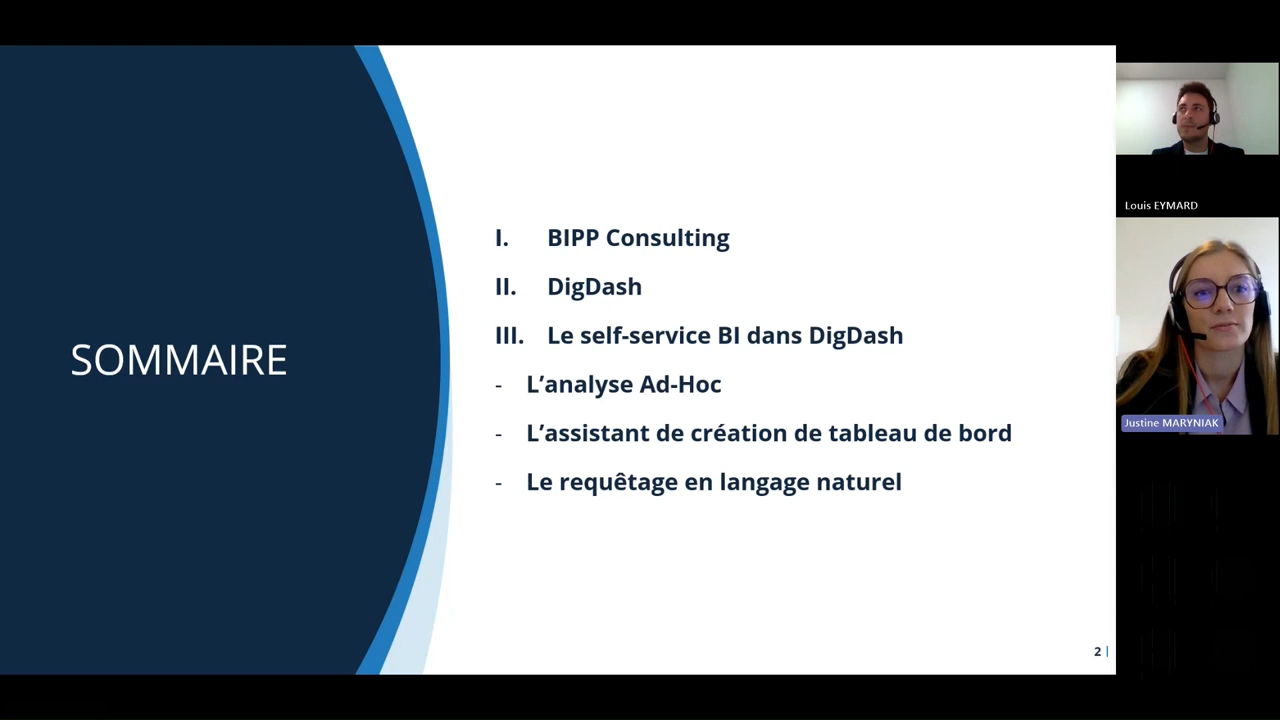 SOMMAIRE
I. BIPP Consulting
II. DigDash
III. Le self-service BI dans DigDash
- L’analyse Ad-Hoc
- L’assistant de création de tableau de bord
- Le requêtage en langage naturel
2 |
Louis EYMARD
Justine MARYNIAK